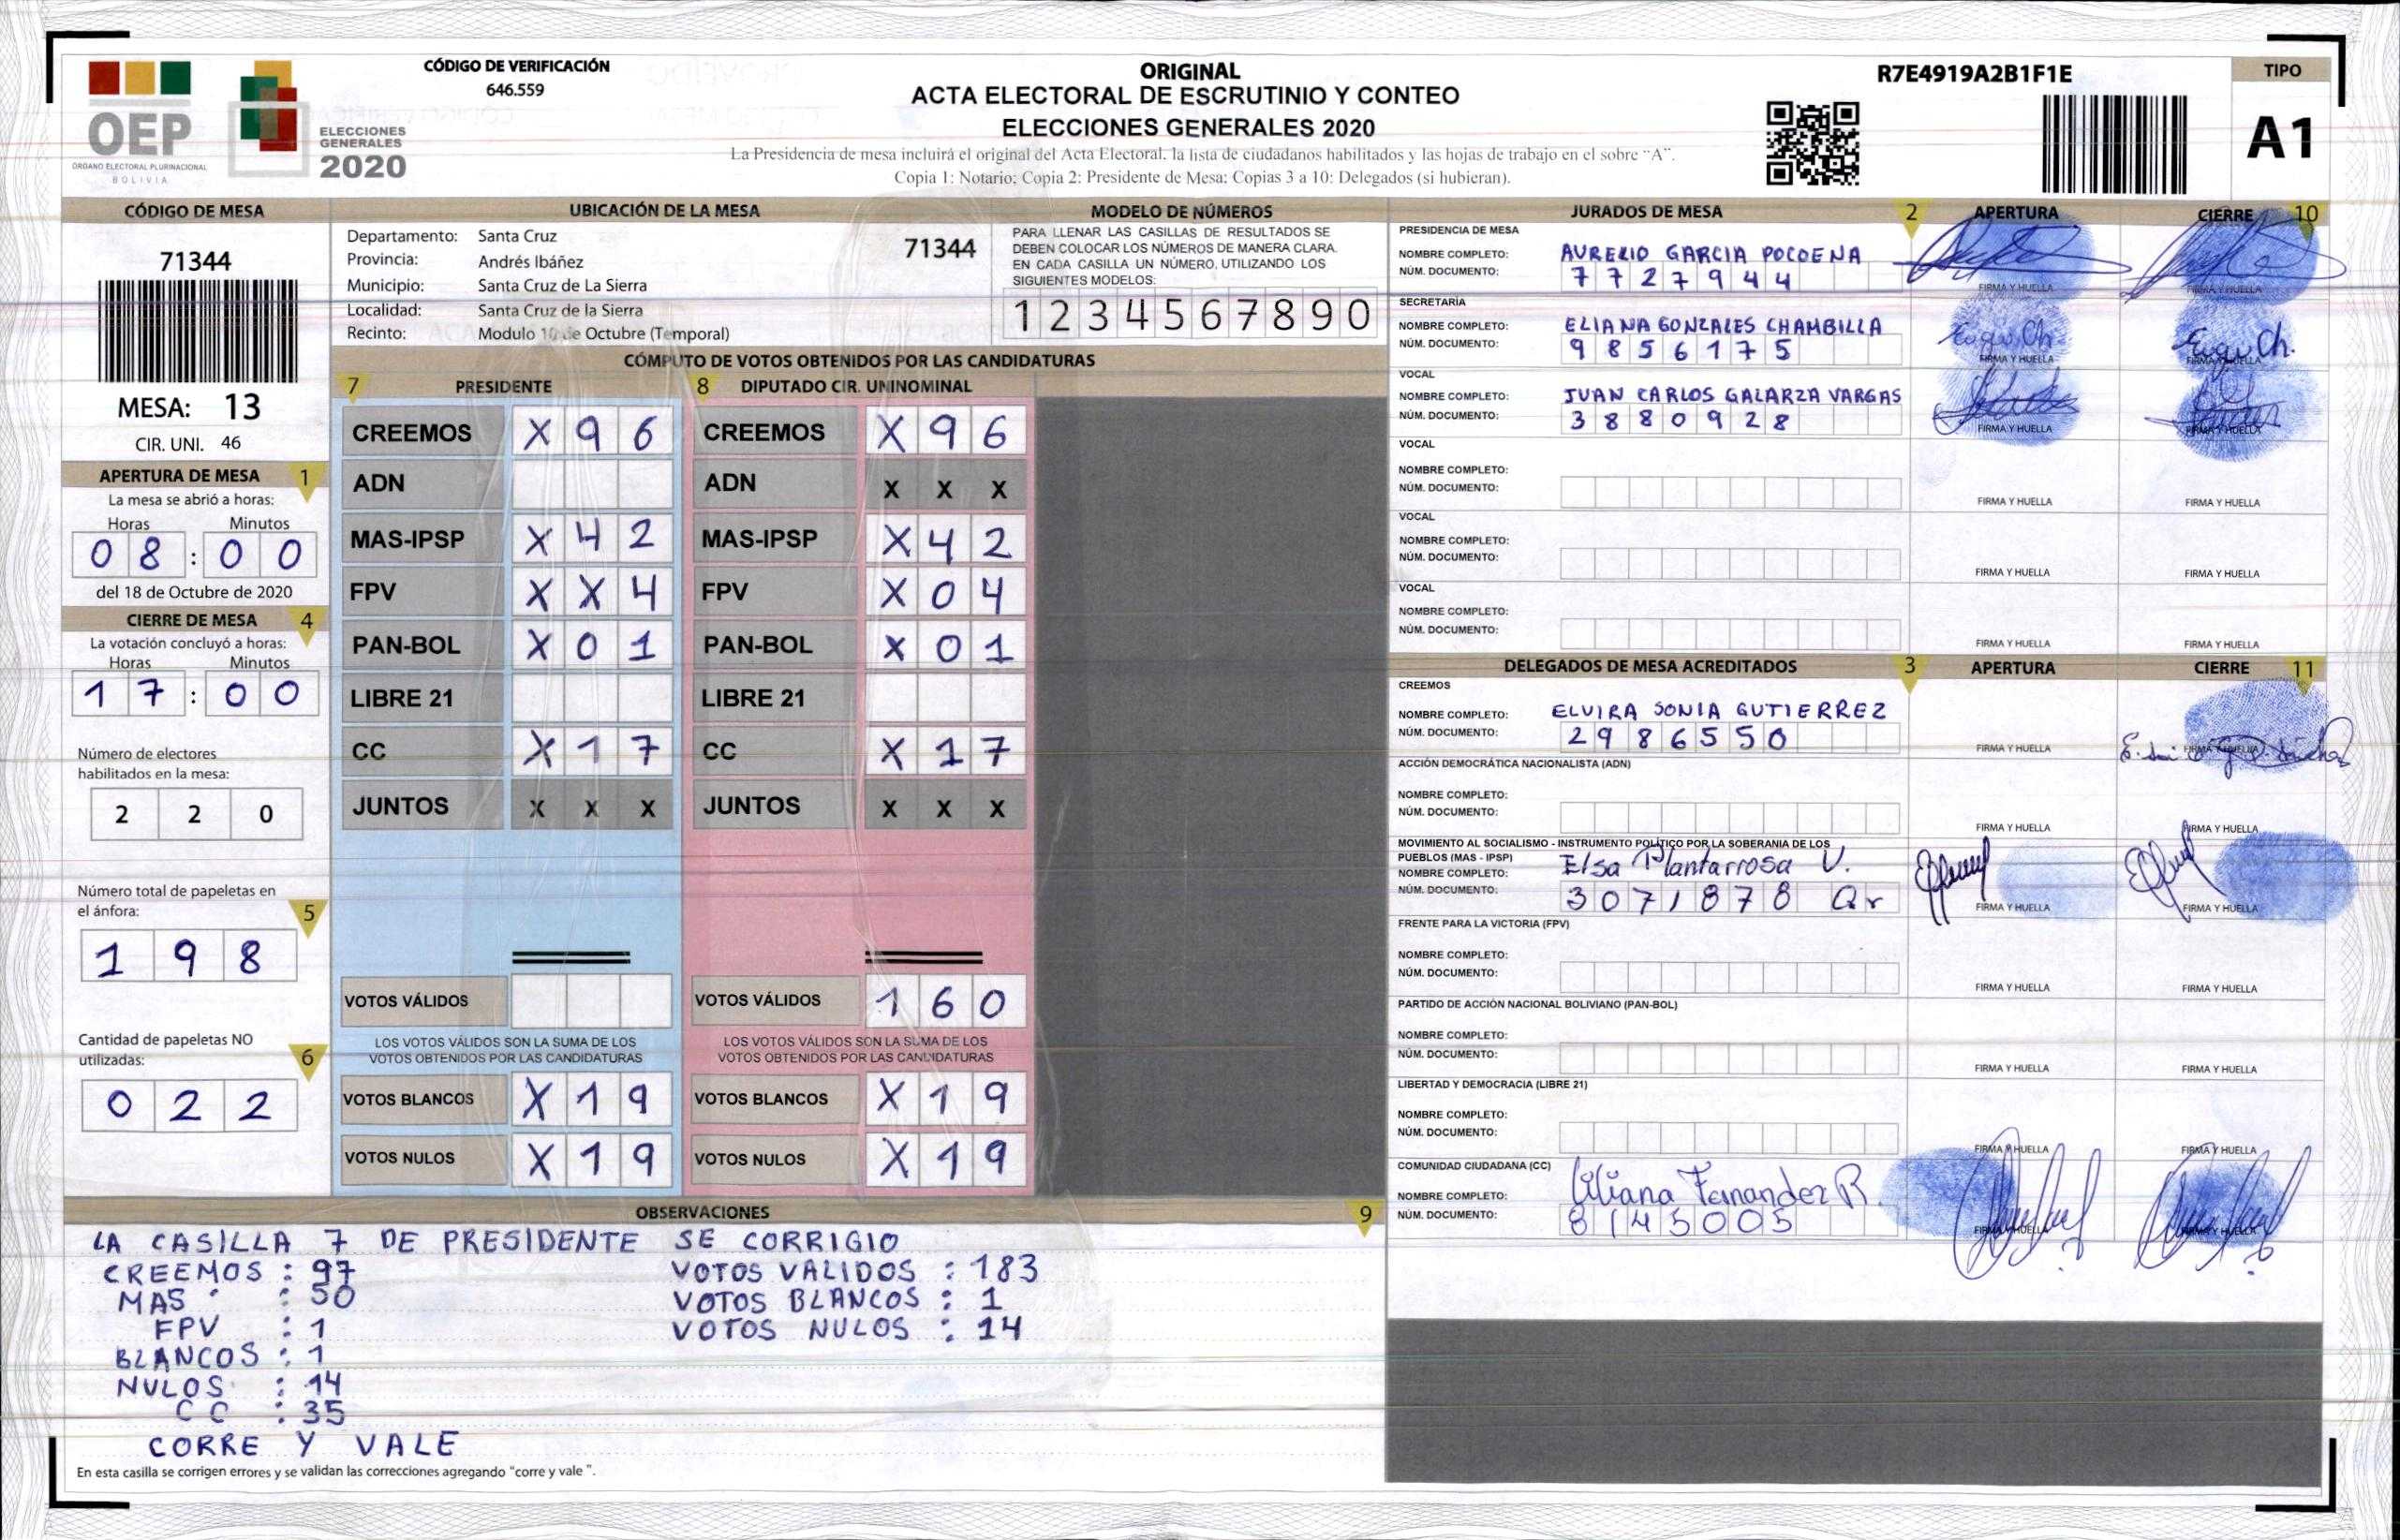 CÓDIGO DE VERIFICACIÓN
646.559
OEP
ÓRGANO ELECTORAL PLURINACIONAL
BOLIVIA
ELECCIONES
GENERALES
2020
ORIGINAL
ACTA ELECTORAL DE ESCRUTINIO Y CONTEO
ELECCIONES GENERALES 2020
La Presidencia de mesa incluirá el original del Acta Electoral, la lista de ciudadanos habilitados y las hojas de trabajo en el sobre "A".
Copia 1: Notario; Copia 2: Presidente de Mesa; Copias 3 a 10: Delegados (si hubieran).
R7E4919A2B1F1E
TIPO
A1
CÓDIGO DE MESA
71344
MESA: 13
CIR. UNI. 46
APERTURA DE MESA 1
La mesa se abrió a horas:
Horas Minutos
0 8 : 0 0
del 18 de Octubre de 2020
CIERRE DE MESA 4
La votación concluyó a horas:
Horas Minutos
1 7 : 0 0
Número de electores
habilitados en la mesa:
2 2 0
Número total de papeletas en
el ánfora: 5
1 9 8
Cantidad de papeletas NO
utilizadas: 6
0 2 2
UBICACIÓN DE LA MESA
Departamento: Santa Cruz
71344
Provincia: Andrés Ibáñez
Municipio: Santa Cruz de La Sierra
Localidad: Santa Cruz de la Sierra
Recinto: Modulo 10 de Octubre (Temporal)
MODELO DE NÚMEROS
PARA LLENAR LAS CASILLAS DE RESULTADOS SE
DEBEN COLOCAR LOS NÚMEROS DE MANERA CLARA.
EN CADA CASILLA UN NÚMERO, UTILIZANDO LOS
SIGUIENTES MODELOS:
1 2 3 4 5 6 7 8 9 0
CÓMPUTO DE VOTOS OBTENIDOS POR LAS CANDIDATURAS
7 PRESIDENTE 8 DIPUTADO CIR. UNINOMINAL
CREEMOS X 9 6 CREEMOS X 9 6
ADN ADN X X X
MAS-IPSP X 4 2 MAS-IPSP X 4 2
FPV X X 4 FPV X 0 4
PAN-BOL X 0 1 PAN-BOL X 0 1
LIBRE 21 LIBRE 21
CC X 1 7 CC X 1 7
JUNTOS X X X JUNTOS X X X
VOTOS VÁLIDOS VOTOS VÁLIDOS 1 6 0
LOS VOTOS VÁLIDOS SON LA SUMA DE LOS
VOTOS OBTENIDOS POR LAS CANDIDATURAS
LOS VOTOS VÁLIDOS SON LA SUMA DE LOS
VOTOS OBTENIDOS POR LAS CANDIDATURAS
VOTOS BLANCOS X 1 9 VOTOS BLANCOS X 1 9
VOTOS NULOS X 1 9 VOTOS NULOS X 1 9
OBSERVACIONES 9
LA CASILLA 7 DE PRESIDENTE SE CORRIGIO
CREEMOS : 97 VOTOS VALIDOS : 183
MAS : 50 VOTOS BLANCOS : 1
FPV : 1 VOTOS NULOS : 14
BLANCOS : 1
NULOS : 14
CC : 35
CORRE Y VALE
En esta casilla se corrigen errores y se validan las correcciones agregando "corre y vale ".
JURADOS DE MESA 2 APERTURA CIERRE 10
PRESIDENCIA DE MESA
NOMBRE COMPLETO: AURELIO GARCIA POCOENA
NÚM. DOCUMENTO: 7 7 2 7 9 4 4
FIRMA Y HUELLA FIRMA Y HUELLA
SECRETARÍA
NOMBRE COMPLETO: ELIANA GONZALES CHAMBILLA
NÚM. DOCUMENTO: 9 8 5 6 1 7 5
FIRMA Y HUELLA FIRMA Y HUELLA
VOCAL
NOMBRE COMPLETO: JUAN CARLOS GALARZA VARGAS
NÚM. DOCUMENTO: 3 8 8 0 9 2 8
FIRMA Y HUELLA FIRMA Y HUELLA
VOCAL
NOMBRE COMPLETO:
NÚM. DOCUMENTO:
FIRMA Y HUELLA FIRMA Y HUELLA
VOCAL
NOMBRE COMPLETO:
NÚM. DOCUMENTO:
FIRMA Y HUELLA FIRMA Y HUELLA
VOCAL
NOMBRE COMPLETO:
NÚM. DOCUMENTO:
FIRMA Y HUELLA FIRMA Y HUELLA
DELEGADOS DE MESA ACREDITADOS 3 APERTURA CIERRE 11
CREEMOS
NOMBRE COMPLETO: ELVIRA SONIA GUTIERREZ
NÚM. DOCUMENTO: 2 9 8 6 5 5 0
FIRMA Y HUELLA FIRMA Y HUELLA
ACCIÓN DEMOCRÁTICA NACIONALISTA (ADN)
NOMBRE COMPLETO:
NÚM. DOCUMENTO:
FIRMA Y HUELLA FIRMA Y HUELLA
MOVIMIENTO AL SOCIALISMO - INSTRUMENTO POLÍTICO POR LA SOBERANIA DE LOS
PUEBLOS (MAS - IPSP)
NOMBRE COMPLETO: Elsa Plantarrosa V.
NÚM. DOCUMENTO: 3 0 7 1 8 7 8 Qr
FIRMA Y HUELLA FIRMA Y HUELLA
FRENTE PARA LA VICTORIA (FPV)
NOMBRE COMPLETO:
NÚM. DOCUMENTO:
FIRMA Y HUELLA FIRMA Y HUELLA
PARTIDO DE ACCIÓN NACIONAL BOLIVIANO (PAN-BOL)
NOMBRE COMPLETO:
NÚM. DOCUMENTO:
FIRMA Y HUELLA FIRMA Y HUELLA
LIBERTAD Y DEMOCRACIA (LIBRE 21)
NOMBRE COMPLETO:
NÚM. DOCUMENTO:
FIRMA Y HUELLA FIRMA Y HUELLA
COMUNIDAD CIUDADANA (CC)
NOMBRE COMPLETO: Liliana Fernandez R.
NÚM. DOCUMENTO: 8 1 4 5 0 0 5
FIRMA Y HUELLA FIRMA Y HUELLA